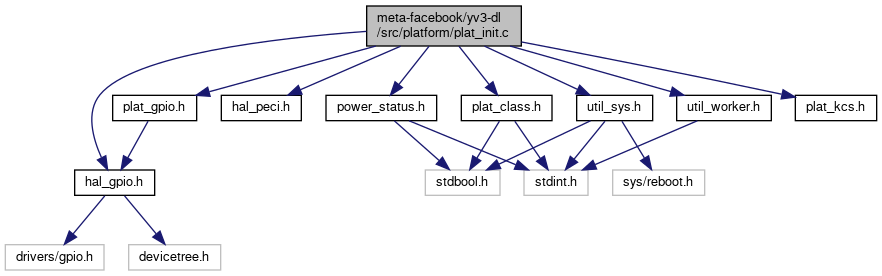 meta-facebook/yv3-dl
/src/platform/plat_init.c
plat_gpio.h
hal_peci.h
power_status.h
plat_class.h
util_sys.h
util_worker.h
plat_kcs.h
hal_gpio.h
stdbool.h
stdint.h
sys/reboot.h
drivers/gpio.h
devicetree.h